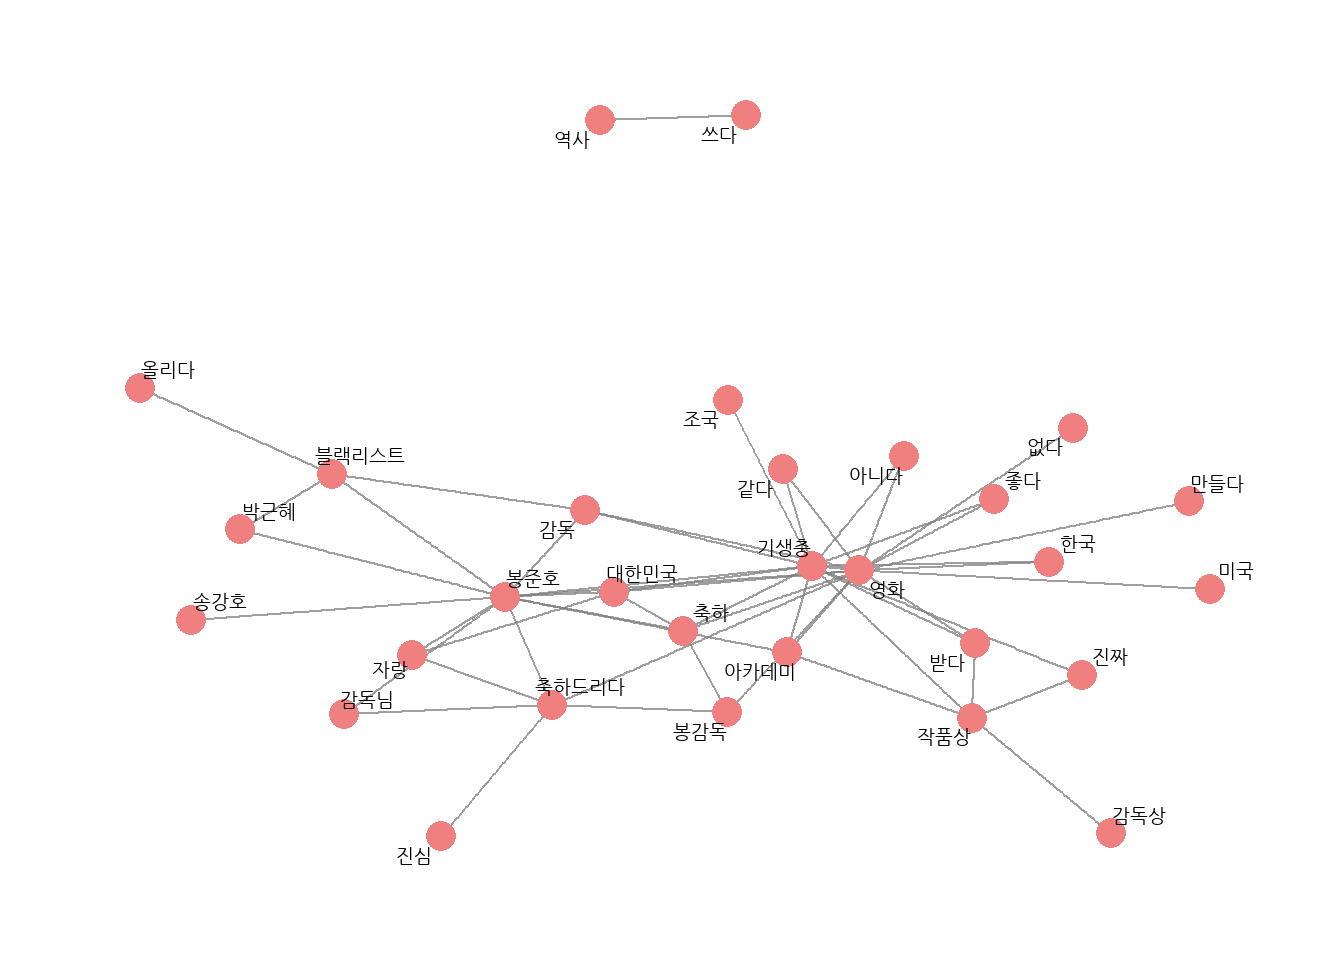 역사
쓰다
올리다
조국
없다
블랙리스트
아니다
좋다
만들다
같다
박근혜
감독
한국
기생충
미국
봉준호
대한민국
영화
송강호
축하
받다
진짜
자랑
아카데미
축하드리다
감독님
봉감독
작품상
감독상
진심